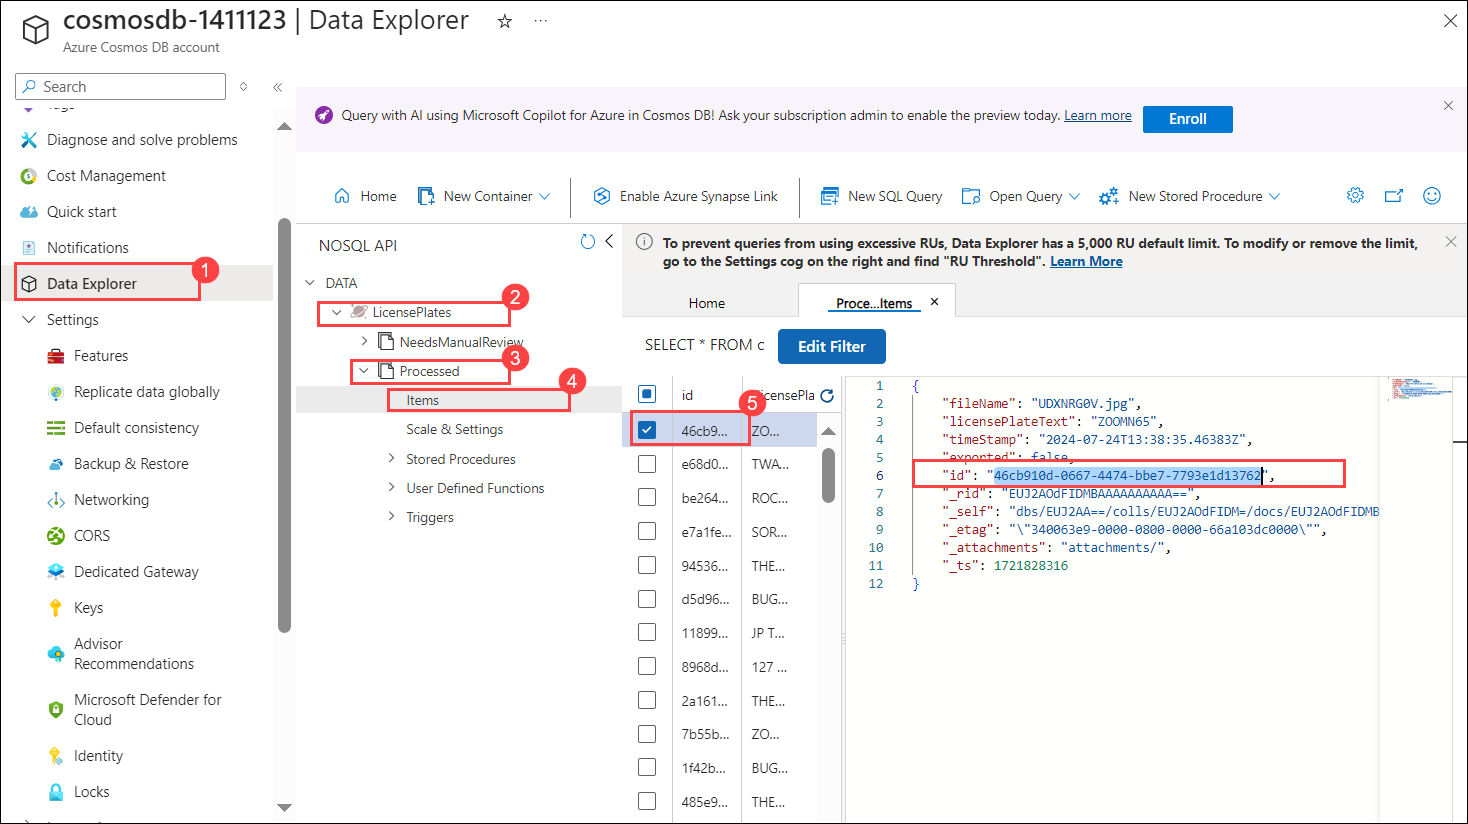 cosmosdb-1411123 | Data Explorer
Azure Cosmos DB account
Search
Diagnose and solve problems
Cost Management
Quick start
Notifications
Data Explorer
1
Settings
Features
Replicate data globally
Default consistency
Backup & Restore
Networking
CORS
Dedicated Gateway
Keys
Advisor
Recommendations
Microsoft Defender for
Cloud
Identity
Locks
Query with AI using Microsoft Copilot for Azure in Cosmos DB! Ask your subscription admin to enable the preview today. Learn more
Enroll
Home
New Container
Enable Azure Synapse Link
New SQL Query
Open Query
New Stored Procedure
NOSQL API
DATA
LicensePlates
2
NeedsManualReview
Processed
3
Items
4
Scale & Settings
Stored Procedures
User Defined Functions
Triggers
To prevent queries from using excessive RUs, Data Explorer has a 5,000 RU default limit. To modify or remove the limit,
go to the Settings cog on the right and find "RU Threshold". Learn More
Home
Proce...Items
SELECT * FROM c
Edit Filter
id
licensePla
5
46cb9... ZO...
e68d0... TWA...
be264... ROC...
e7a1fe... SOR...
94536... THE...
d5d96... BUG...
11899... JP T...
8968d... 127 ...
2a161... THE...
7b55b... ZO...
1f42b... BUG...
485e9... THE...
1 {
2 "fileName": "UDXNRG0V.jpg",
3 "licensePlateText": "ZOOMN65",
4 "timeStamp": "2024-07-24T13:38:35.46383Z",
5 "exported": false,
6 "id": "46cb910d-0667-4474-bbe7-7793e1d13762",
7 "_rid": "EUJ2AOdFIDMBAAAAAAAAAA==",
8 "_self": "dbs/EUJ2AA==/colls/EUJ2AOdFIDM=/docs/EUJ2AOdFIDMB
9 "_etag": "\"340063e9-0000-0800-0000-66a103dc0000\"",
10 "_attachments": "attachments/",
11 "_ts": 1721828316
12 }